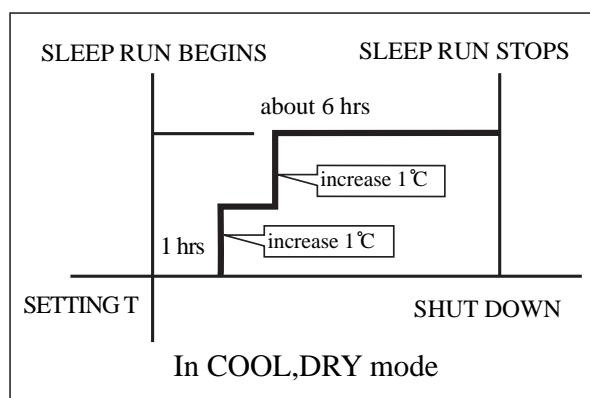 SLEEP RUN BEGINS
SLEEP RUN STOPS
about 6 hrs
increase 1℃
1 hrs
increase 1℃
SETTING T
SHUT DOWN
In COOL,DRY mode